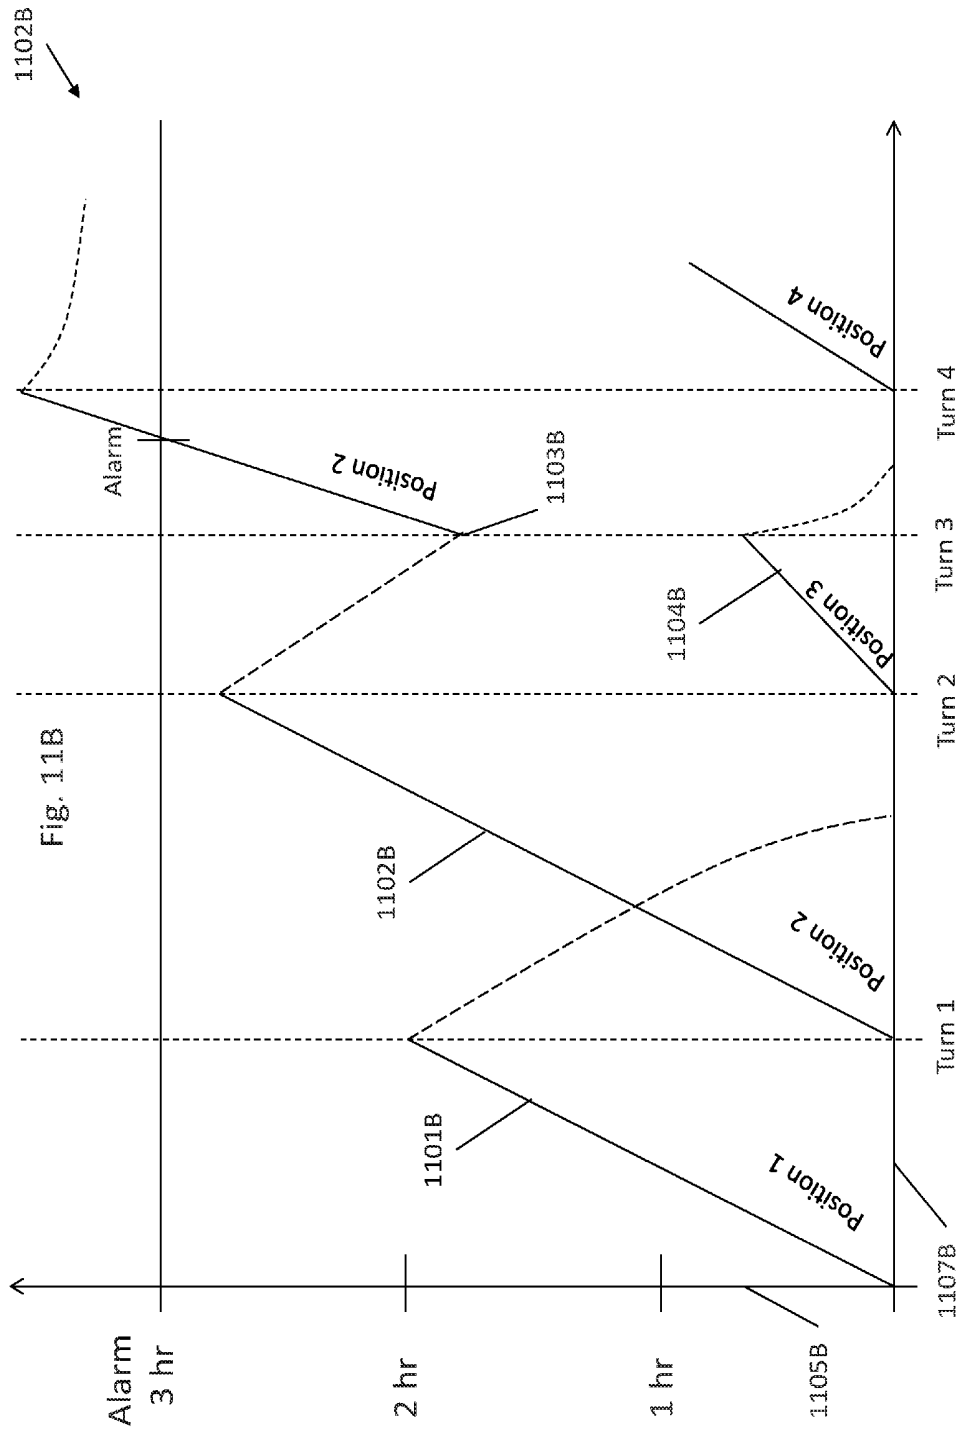 Fig. 11B
1102B
Alarm
3 hr
2 hr
1 hr
1105B
1107B
Alarm
1101B
1102B
1103B
1104B
Position 1
Position 2
Position 3
Position 2
Position 4
Turn 1
Turn 2
Turn 3
Turn 4